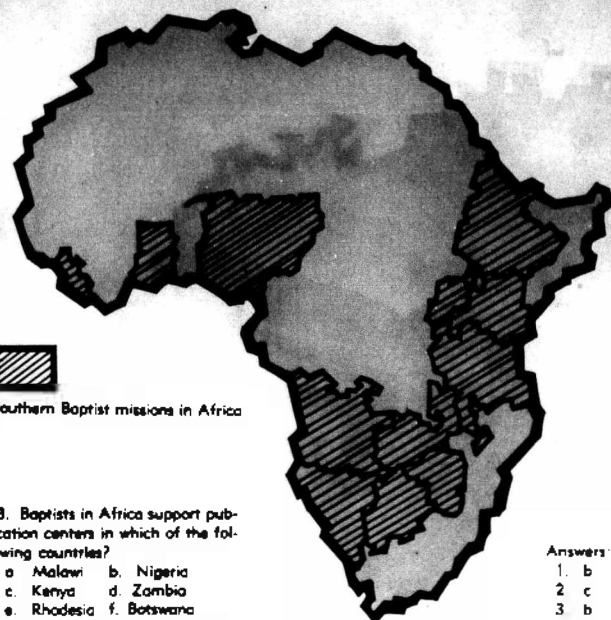 outhern Baptist missions in Africa
8. Baptists in Africa support pub-
cation centers in which of the fol-
wing countries?
a Malawi b. Nigeria
c. Kenya d. Zambia
e. Rhodesia f. Botswana
Answers
1. b
2 c
3 b